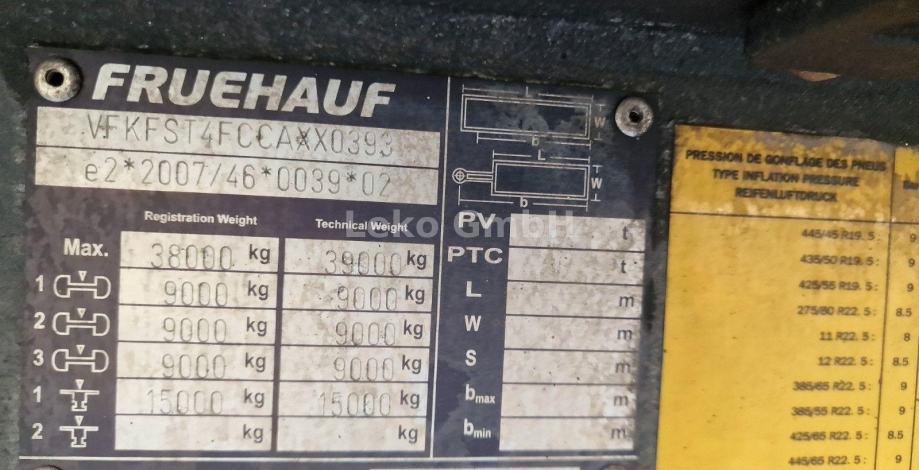 FRUEHAUF
VFKFST4FCCAXX0393
e2*2007/46*0039*02
Registration Weight Technical Weight
Max. 38000 kg 39000 kg
1 9000 kg 9000 kg
2 9000 kg 9000 kg
3 9000 kg 9000 kg
1 15000 kg 15000 kg
2 kg kg
L
W
b
L
W
b
PV t
PTC t
L m
W m
S m
bmax m
bmin m
Leko GmbH
PRESSION DE GONFLAGE DES PNEUS
TYPE INFLATION PRESSURE
REIFENLUFTDRUCK
445/45 R19. 5 : 9
435/50 R19. 5 : 9
425/55 R19. 5 : 9
275/80 R22. 5 : 8.5
11 R22. 5 : 8
12 R22. 5 : 8.5
385/65 R22. 5 : 9
385/55 R22. 5 : 9
425/65 R22. 5 : 8.5
445/65 R22. 5 : 9